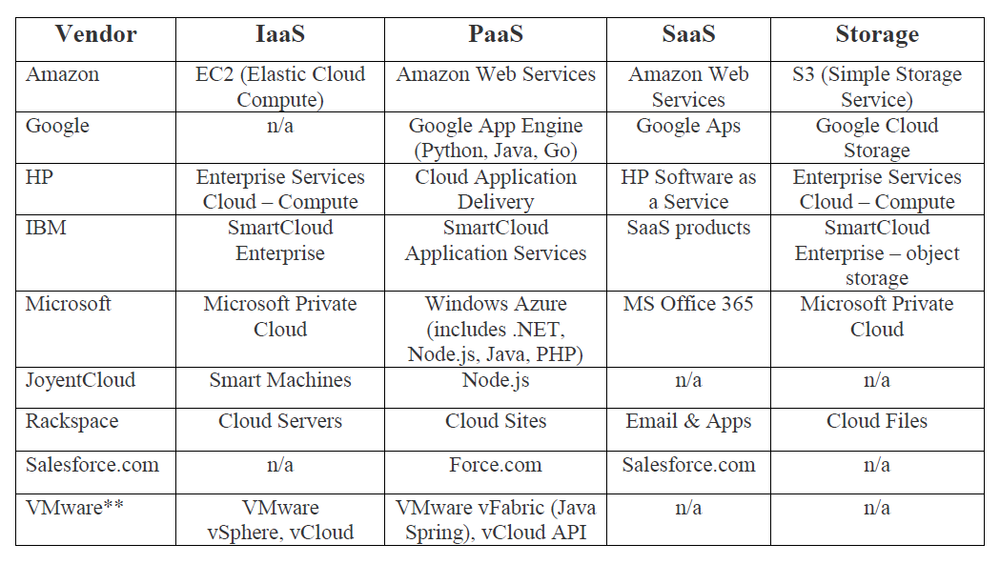 Vendor IaaS PaaS SaaS Storage
Amazon EC2 (Elastic Cloud Amazon Web Services Amazon Web S3 (Simple Storage
Compute) Services Service)
Google n/a Google App Engine Google Aps Google Cloud
(Python, Java, Go) Storage
HP Enterprise Services Cloud Application HP Software as Enterprise Services
Cloud – Compute Delivery a Service Cloud – Compute
IBM SmartCloud SmartCloud SaaS products SmartCloud
Enterprise Application Services Enterprise – object
storage
Microsoft Microsoft Private Windows Azure MS Office 365 Microsoft Private
Cloud (includes .NET, Cloud
Node.js, Java, PHP)
JoyentCloud Smart Machines Node.js n/a n/a
Rackspace Cloud Servers Cloud Sites Email & Apps Cloud Files
Salesforce.com n/a Force.com Salesforce.com n/a
VMware** VMware VMware vFabric (Java n/a n/a
vSphere, vCloud Spring), vCloud API